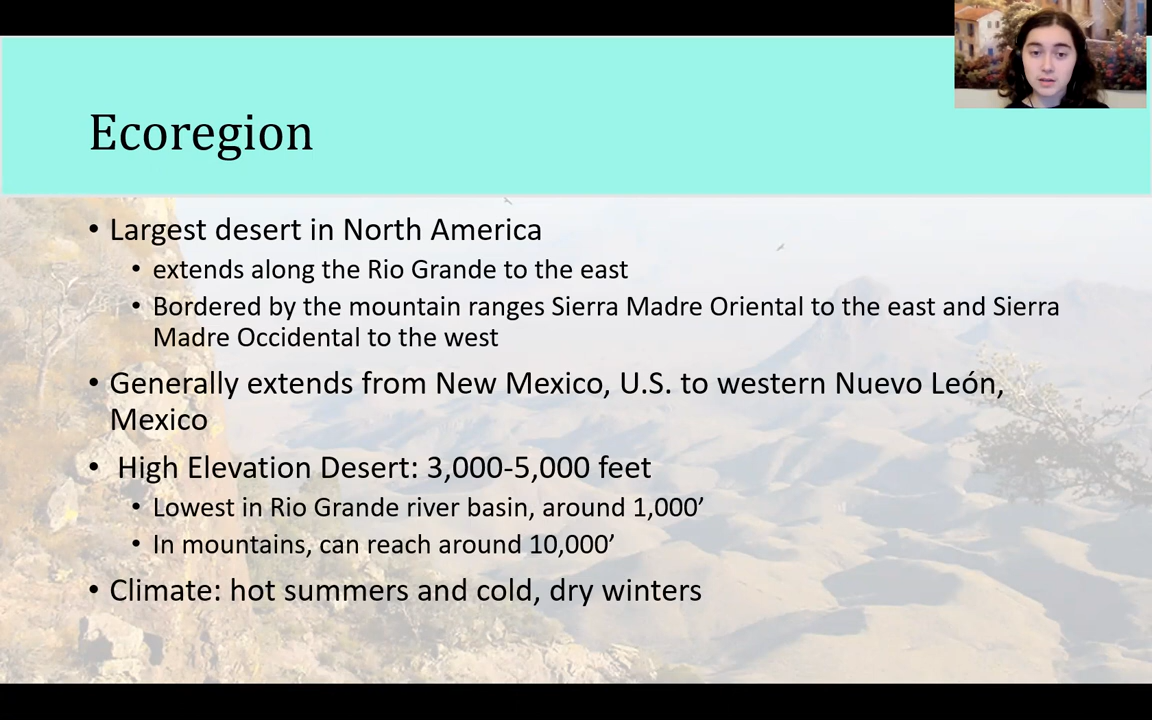 Ecoregion
• Largest desert in North America
• extends along the Rio Grande to the east
• Bordered by the mountain ranges Sierra Madre Oriental to the east and Sierra
Madre Occidental to the west
• Generally extends from New Mexico, U.S. to western Nuevo León,
Mexico
• High Elevation Desert: 3,000-5,000 feet
• Lowest in Rio Grande river basin, around 1,000’
• In mountains, can reach around 10,000’
• Climate: hot summers and cold, dry winters